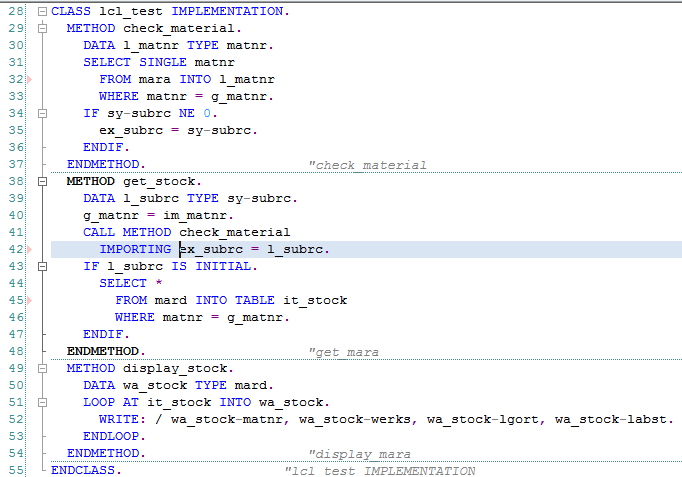 28 CLASS lcl_test IMPLEMENTATION.
29 METHOD check_material.
30 DATA l_matnr TYPE matnr.
31 SELECT SINGLE matnr
32 FROM mara INTO l_matnr
33 WHERE matnr = g_matnr.
34 IF sy-subrc NE 0.
35 ex_subrc = sy-subrc.
36 ENDIF.
37 ENDMETHOD. "check_material
38 METHOD get_stock.
39 DATA l_subrc TYPE sy-subrc.
40 g_matnr = im_matnr.
41 CALL METHOD check_material
42 IMPORTING ex_subrc = l_subrc.
43 IF l_subrc IS INITIAL.
44 SELECT *
45 FROM mard INTO TABLE it_stock
46 WHERE matnr = g_matnr.
47 ENDIF.
48 ENDMETHOD. "get_mara
49 METHOD display_stock.
50 DATA wa_stock TYPE mard.
51 LOOP AT it_stock INTO wa_stock.
52 WRITE: / wa_stock-matnr, wa_stock-werks, wa_stock-lgort, wa_stock-labst.
53 ENDLOOP.
54 ENDMETHOD. "display_mara
55 ENDCLASS. "lcl_test IMPLEMENTATION